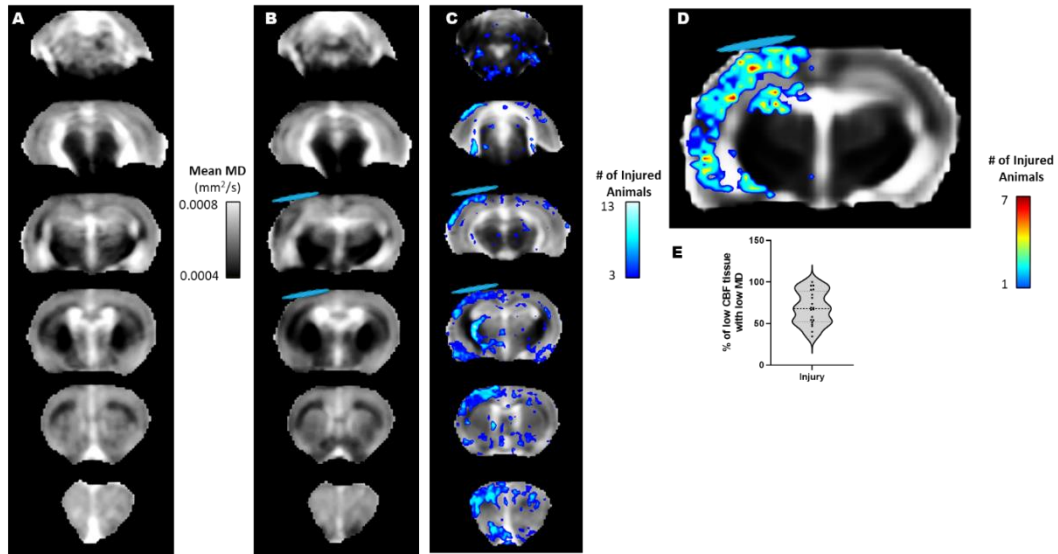 A
B
C
D
Mean MD
(mm²/s)
0.0008
0.0004
# of Injured
Animals
13
3
# of Injured
Animals
7
1
E
% of low CBF tissue
with low MD
150
100
50
0
Injury